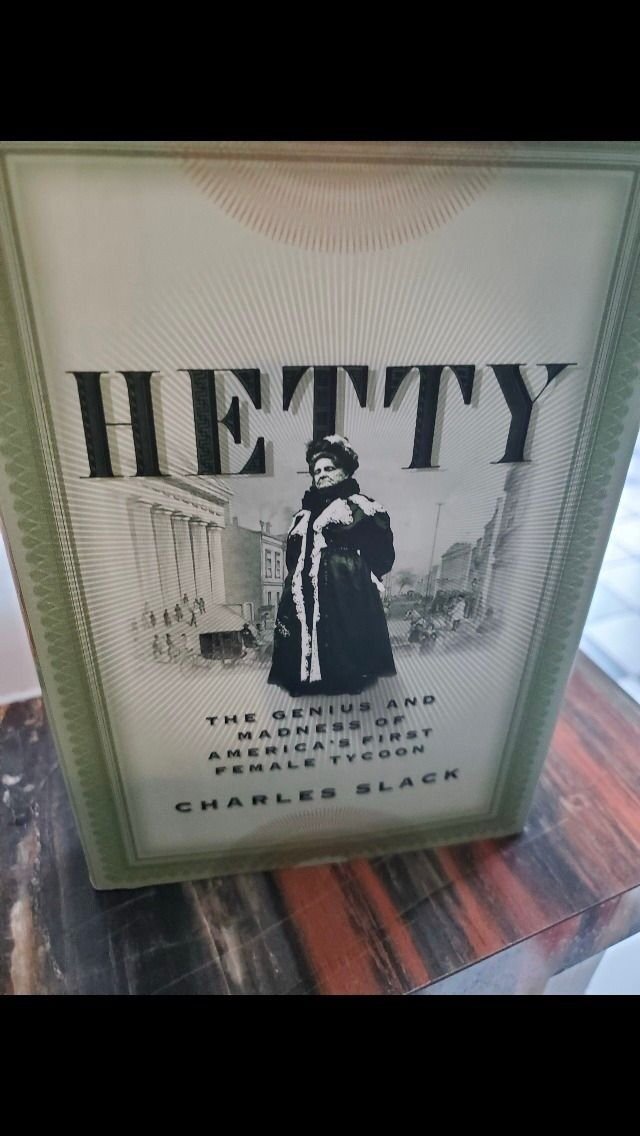 HETTY
THE GENIUS AND
MADNESS OF
AMERICA'S FIRST
FEMALE TYCOON
CHARLES SLACK